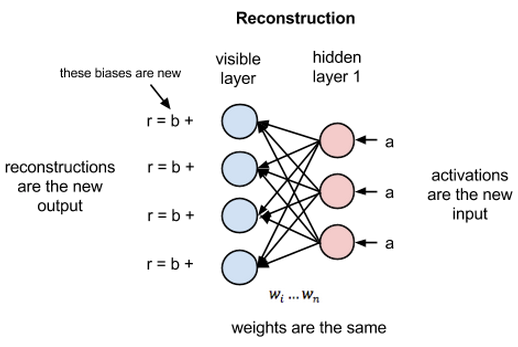 Reconstruction
visible
layer
hidden
layer 1
these biases are new
r = b +
r = b +
r = b +
r = b +
a
a
a
reconstructions
are the new
output
activations
are the new
input
wᵢ ...wₙ
weights are the same